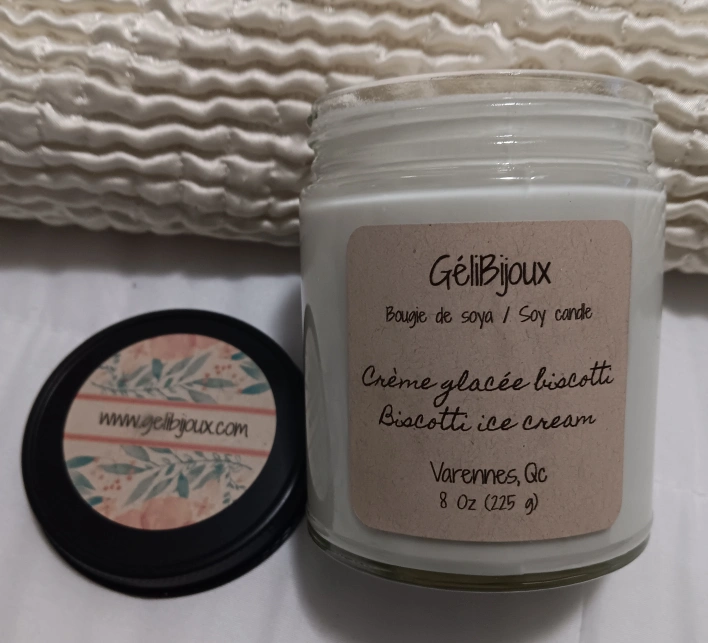 GéliBijoux
Bougie de soya / Soy candle
Crème glacée biscotti
Biscotti ice cream
Varennes, Qc
8 Oz (225 g)
www.gelibijoux.com